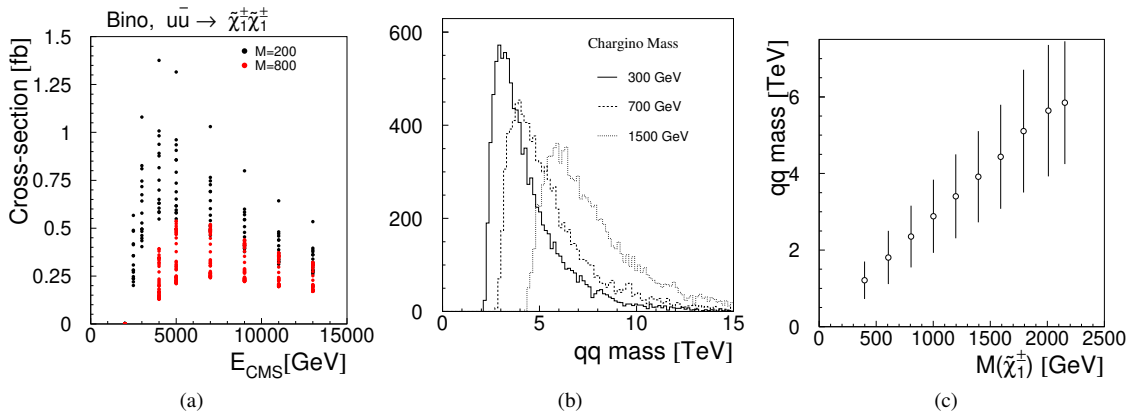 Bino, uū → χ̃₁±χ̃₁±
Cross-section [fb]
1.5
1.25
1
0.75
0.5
0.25
0
M=200
M=800
0
5000
10000
15000
E_CMS[GeV]
(a)
600
400
200
0
Chargino Mass
300 GeV
700 GeV
1500 GeV
0
5
10
15
qq mass [TeV]
(b)
qq mass [TeV]
6
4
2
0
0
500
1000
1500
2000
2500
M(χ̃₁±) [GeV]
(c)